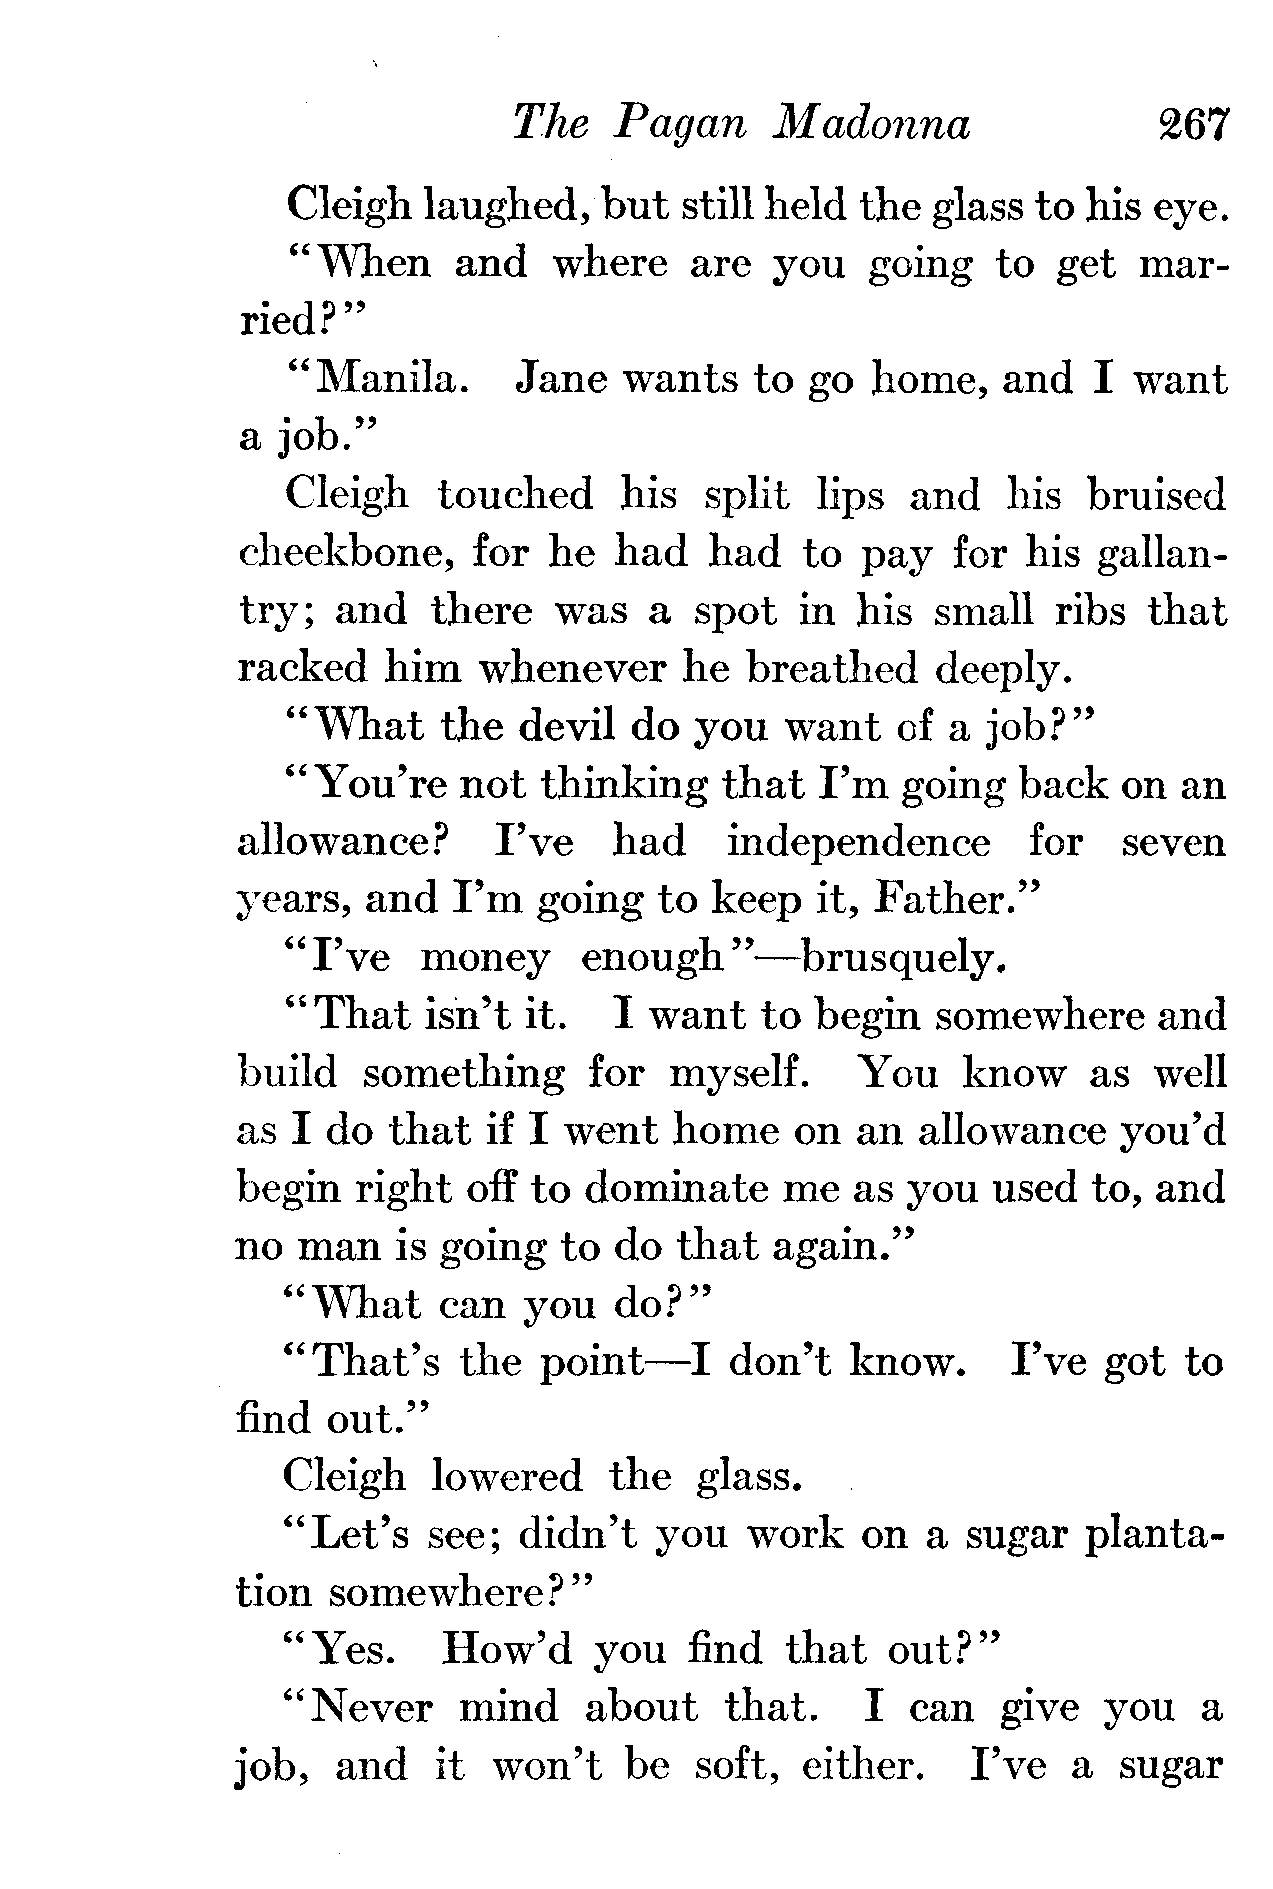 The Pagan Madonna 267
Cleigh laughed, but still held the glass to his eye.
“When and where are you going to get mar-
ried?”
“Manila. Jane wants to go home, and I want
a job.”
Cleigh touched his split lips and his bruised
cheekbone, for he had had to pay for his gallan-
try; and there was a spot in his small ribs that
racked him whenever he breathed deeply.
“What the devil do you want of a job?”
“You’re not thinking that I’m going back on an
allowance? I’ve had independence for seven
years, and I’m going to keep it, Father.”
“I’ve money enough”—brusquely.
“That isn’t it. I want to begin somewhere and
build something for myself. You know as well
as I do that if I went home on an allowance you’d
begin right off to dominate me as you used to, and
no man is going to do that again.”
“What can you do?”
“That’s the point—I don’t know. I’ve got to
find out.”
Cleigh lowered the glass.
“Let’s see; didn’t you work on a sugar planta-
tion somewhere?”
“Yes. How’d you find that out?”
“Never mind about that. I can give you a
job, and it won’t be soft, either. I’ve a sugar